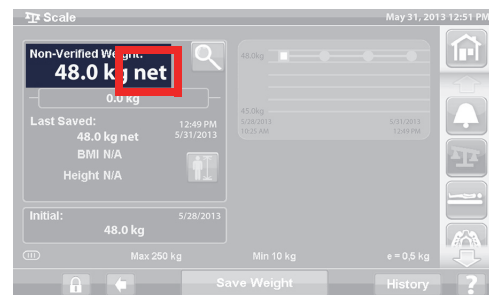 Scale
May 31, 2013 12:51 PM
Non-Verified Weight:
48.0 kg net
0.0 kg
Last Saved:
12:49 PM
48.0 kg net
5/31/2013
BMI N/A
Height N/A
Initial:
5/28/2013
48.0 kg
48.0kg
45.0kg
5/28/2013
10:25 AM
5/31/2013
12:49 PM
Max 250 kg
Min 10 kg
e = 0,5 kg
Save Weight
History
?